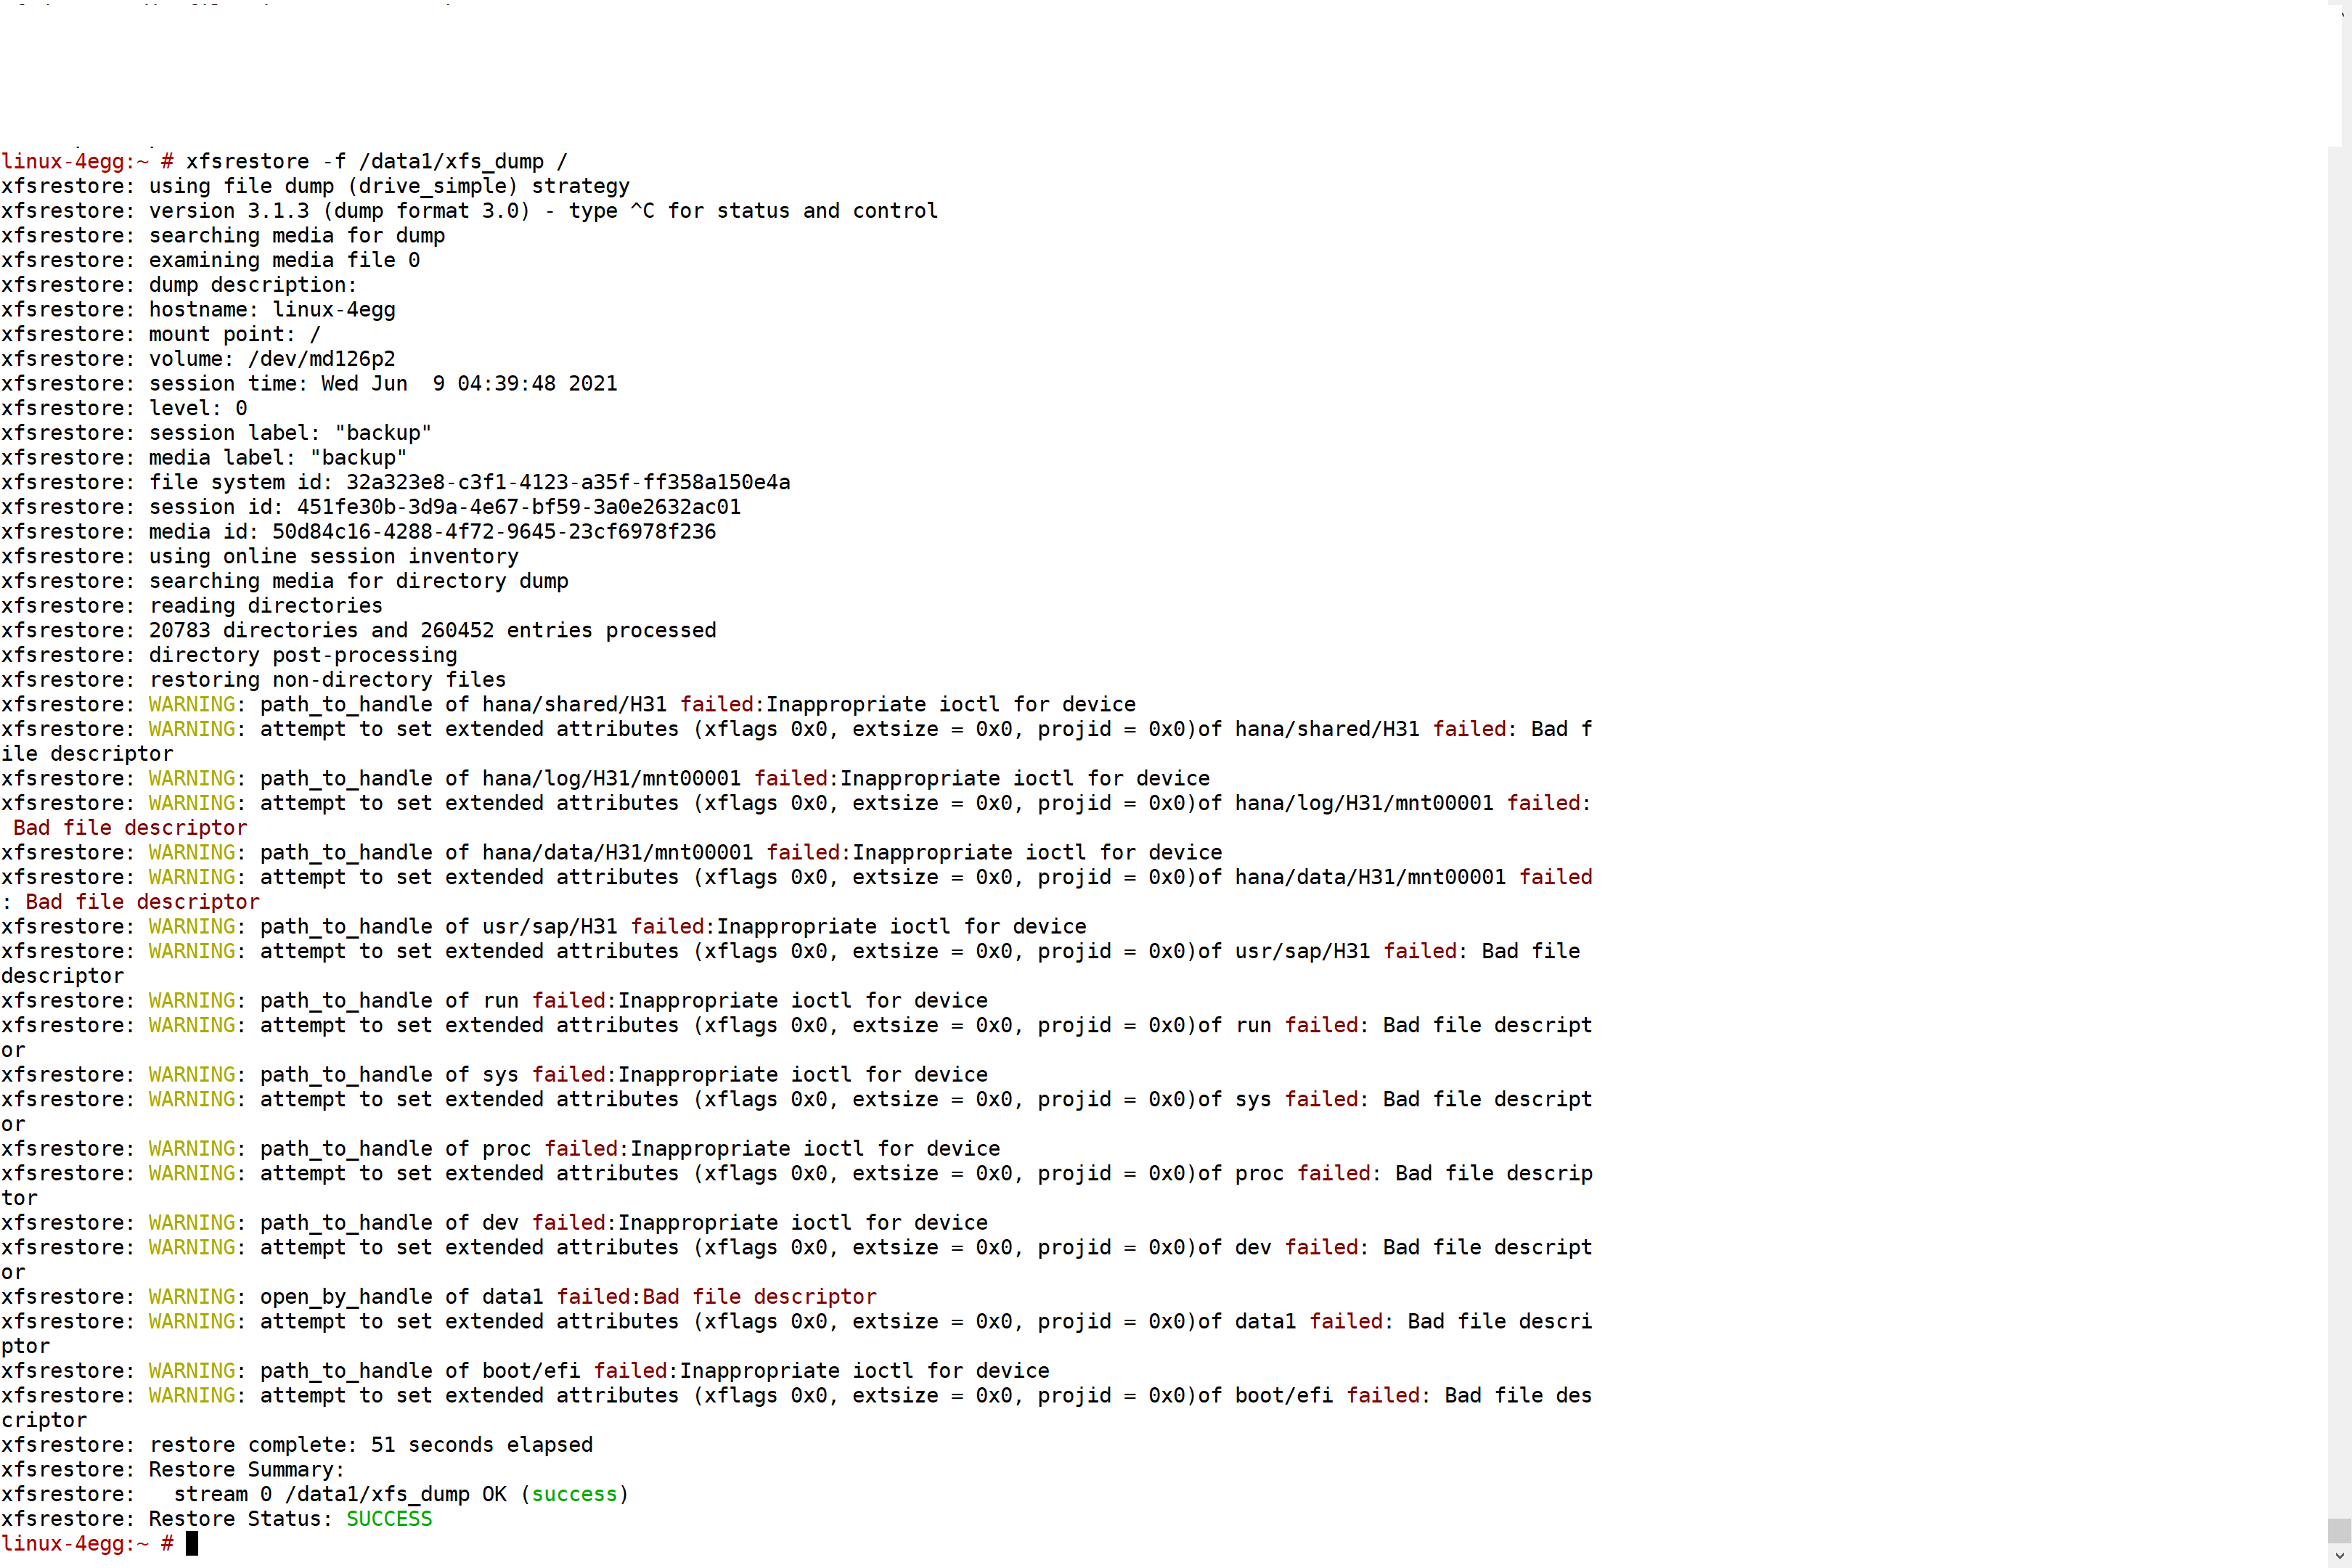 linux-4egg:~ # xfsrestore -f /data1/xfs_dump /
xfsrestore: using file dump (drive_simple) strategy
xfsrestore: version 3.1.3 (dump format 3.0) - type ^C for status and control
xfsrestore: searching media for dump
xfsrestore: examining media file 0
xfsrestore: dump description:
xfsrestore: hostname: linux-4egg
xfsrestore: mount point: /
xfsrestore: volume: /dev/md126p2
xfsrestore: session time: Wed Jun  9 04:39:48 2021
xfsrestore: level: 0
xfsrestore: session label: "backup"
xfsrestore: media label: "backup"
xfsrestore: file system id: 32a323e8-c3f1-4123-a35f-ff358a150e4a
xfsrestore: session id: 451fe30b-3d9a-4e67-bf59-3a0e2632ac01
xfsrestore: media id: 50d84c16-4288-4f72-9645-23cf6978f236
xfsrestore: using online session inventory
xfsrestore: searching media for directory dump
xfsrestore: reading directories
xfsrestore: 20783 directories and 260452 entries processed
xfsrestore: directory post-processing
xfsrestore: restoring non-directory files
xfsrestore: WARNING: path_to_handle of hana/shared/H31 failed:Inappropriate ioctl for device
xfsrestore: WARNING: attempt to set extended attributes (xflags 0x0, extsize = 0x0, projid = 0x0)of hana/shared/H31 failed: Bad f
ile descriptor
xfsrestore: WARNING: path_to_handle of hana/log/H31/mnt00001 failed:Inappropriate ioctl for device
xfsrestore: WARNING: attempt to set extended attributes (xflags 0x0, extsize = 0x0, projid = 0x0)of hana/log/H31/mnt00001 failed:
 Bad file descriptor
xfsrestore: WARNING: path_to_handle of hana/data/H31/mnt00001 failed:Inappropriate ioctl for device
xfsrestore: WARNING: attempt to set extended attributes (xflags 0x0, extsize = 0x0, projid = 0x0)of hana/data/H31/mnt00001 failed
: Bad file descriptor
xfsrestore: WARNING: path_to_handle of usr/sap/H31 failed:Inappropriate ioctl for device
xfsrestore: WARNING: attempt to set extended attributes (xflags 0x0, extsize = 0x0, projid = 0x0)of usr/sap/H31 failed: Bad file
descriptor
xfsrestore: WARNING: path_to_handle of run failed:Inappropriate ioctl for device
xfsrestore: WARNING: attempt to set extended attributes (xflags 0x0, extsize = 0x0, projid = 0x0)of run failed: Bad file descript
or
xfsrestore: WARNING: path_to_handle of sys failed:Inappropriate ioctl for device
xfsrestore: WARNING: attempt to set extended attributes (xflags 0x0, extsize = 0x0, projid = 0x0)of sys failed: Bad file descript
or
xfsrestore: WARNING: path_to_handle of proc failed:Inappropriate ioctl for device
xfsrestore: WARNING: attempt to set extended attributes (xflags 0x0, extsize = 0x0, projid = 0x0)of proc failed: Bad file descrip
tor
xfsrestore: WARNING: path_to_handle of dev failed:Inappropriate ioctl for device
xfsrestore: WARNING: attempt to set extended attributes (xflags 0x0, extsize = 0x0, projid = 0x0)of dev failed: Bad file descript
or
xfsrestore: WARNING: open_by_handle of data1 failed:Bad file descriptor
xfsrestore: WARNING: attempt to set extended attributes (xflags 0x0, extsize = 0x0, projid = 0x0)of data1 failed: Bad file descri
ptor
xfsrestore: WARNING: path_to_handle of boot/efi failed:Inappropriate ioctl for device
xfsrestore: WARNING: attempt to set extended attributes (xflags 0x0, extsize = 0x0, projid = 0x0)of boot/efi failed: Bad file des
criptor
xfsrestore: restore complete: 51 seconds elapsed
xfsrestore: Restore Summary:
xfsrestore:   stream 0 /data1/xfs_dump OK (success)
xfsrestore: Restore Status: SUCCESS
linux-4egg:~ #